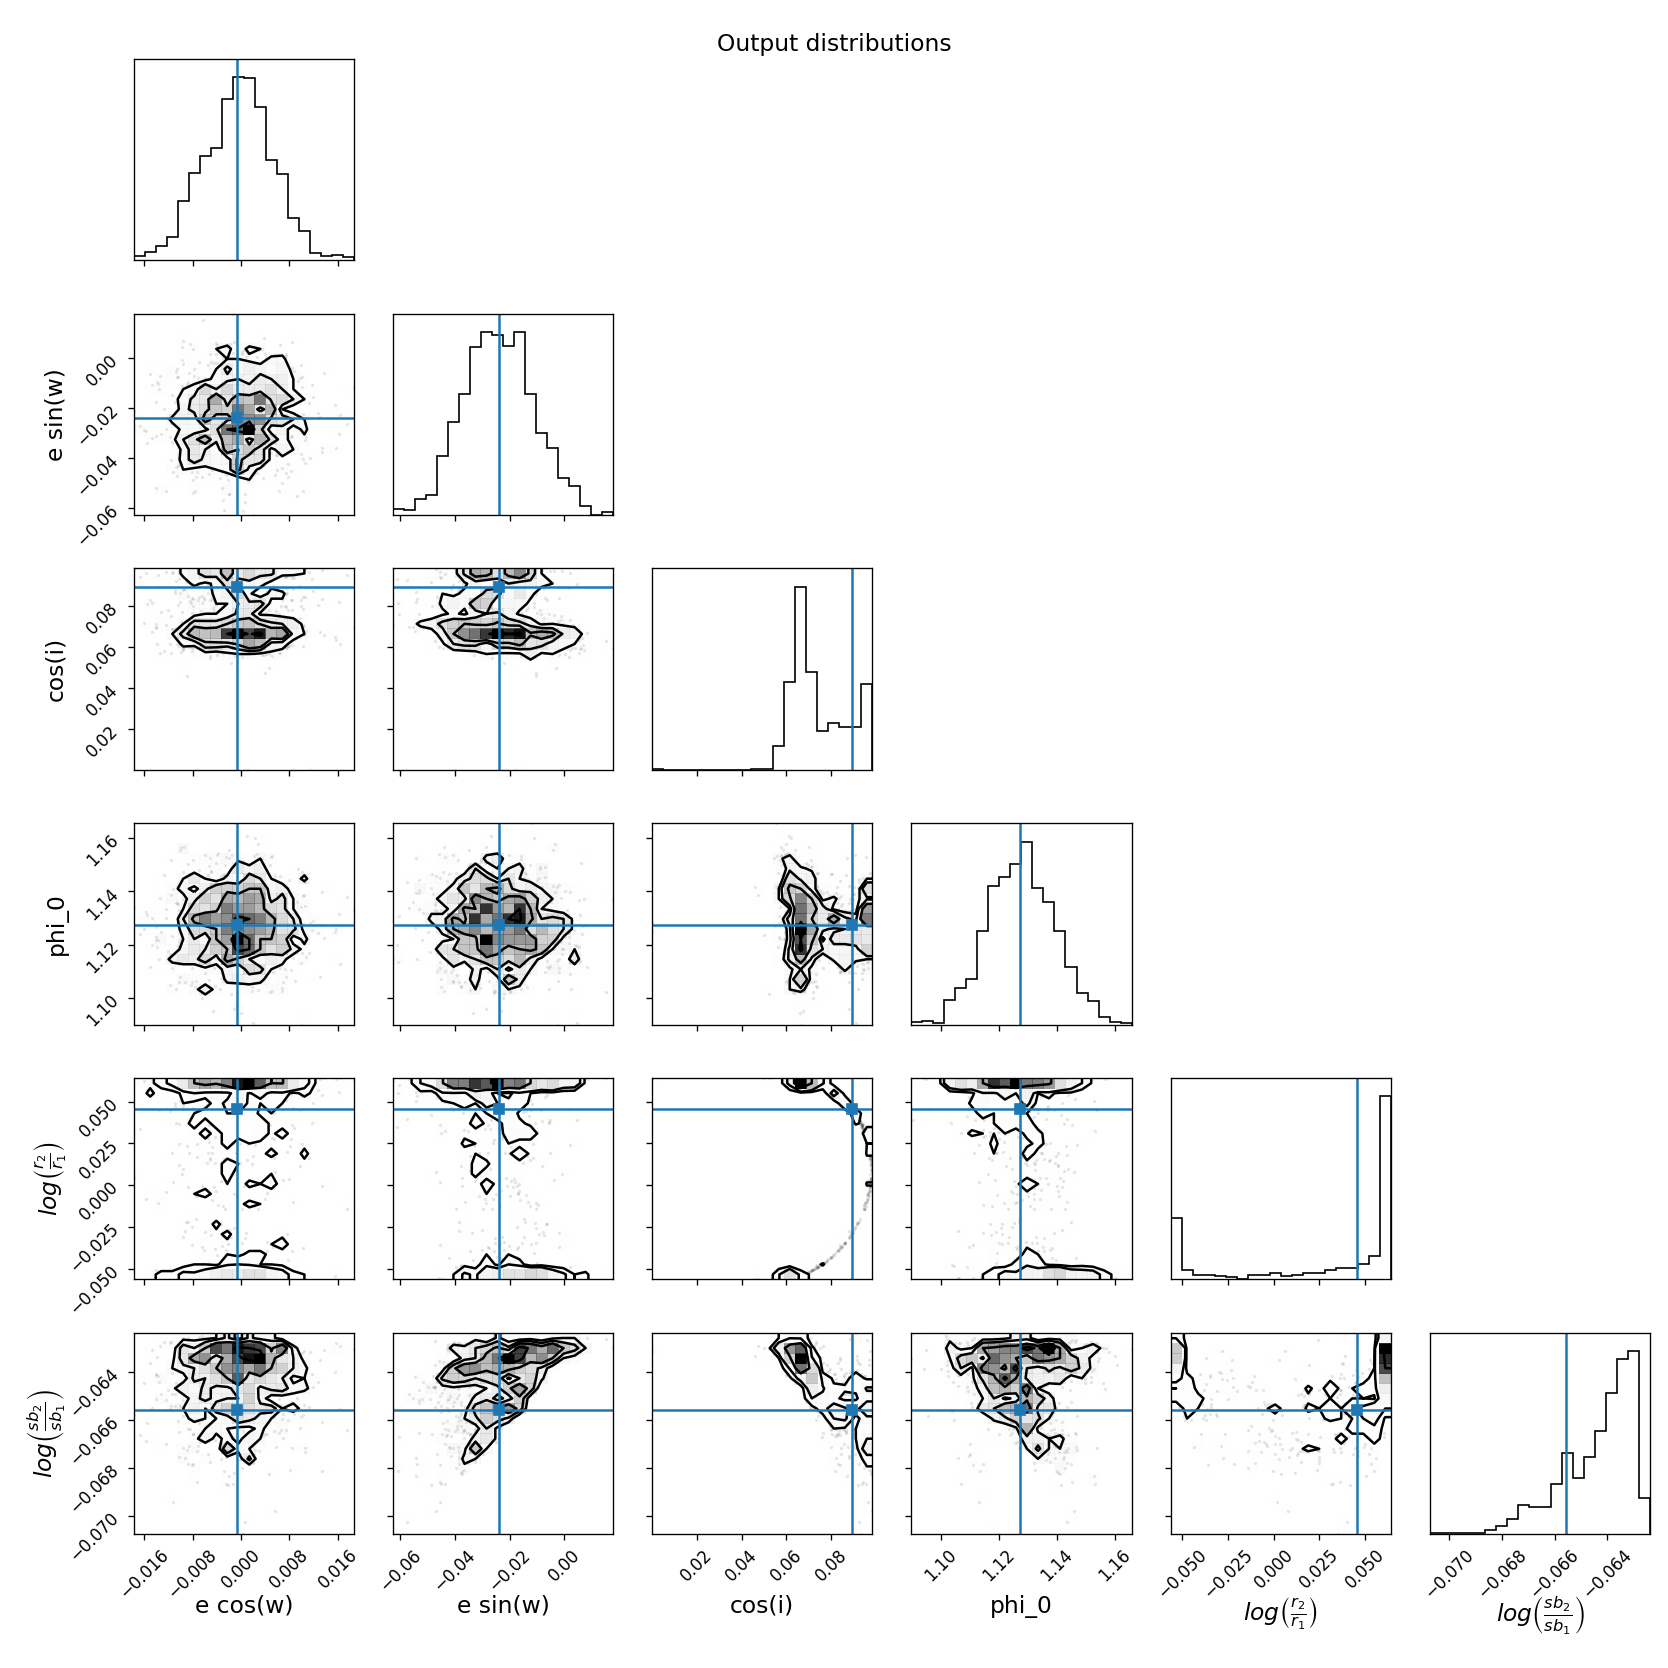 Output distributions
e sin(w)
0.00
−0.02
−0.04
−0.06
cos(i)
0.08
0.06
0.04
0.02
phi_0
1.16
1.14
1.12
1.10
log(r₂/r₁)
0.050
0.025
0.000
−0.025
−0.050
log(sb₂/sb₁)
−0.064
−0.066
−0.068
−0.070
−0.016 −0.008 0.000 0.008 0.016
−0.06 −0.04 −0.02 0.00
0.02 0.04 0.06 0.08
1.10 1.12 1.14 1.16
−0.050 −0.025 0.000 0.025 0.050
−0.070 −0.068 −0.066 −0.064
e cos(w)
e sin(w)
cos(i)
phi_0
log(r₂/r₁)
log(sb₂/sb₁)